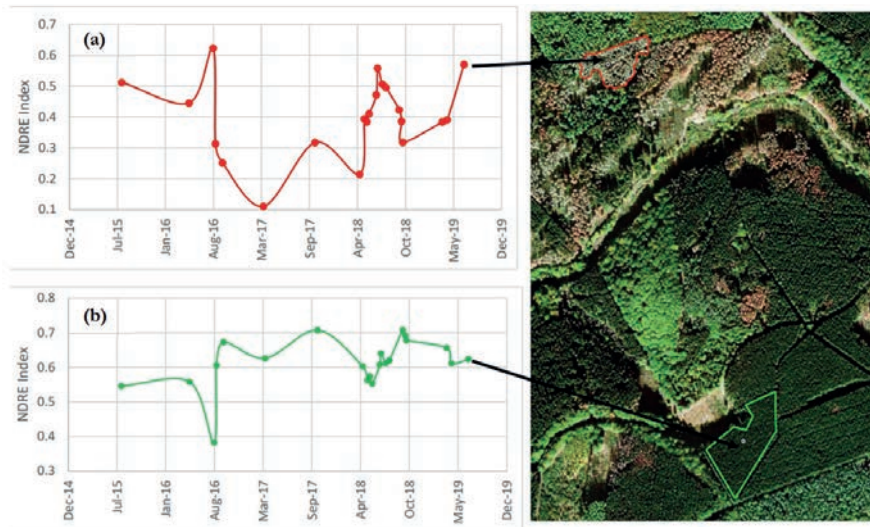 (a)
NDRE Index
0.7
0.6
0.5
0.4
0.3
0.2
0.1
Dec-14
Jul-15
Jan-16
Aug-16
Mar-17
Sep-17
Apr-18
Oct-18
May-19
Dec-19
(b)
NDRE Index
0.8
0.7
0.6
0.5
0.4
0.3
Dec-14
Jul-15
Jan-16
Aug-16
Mar-17
Sep-17
Apr-18
Oct-18
May-19
Dec-19